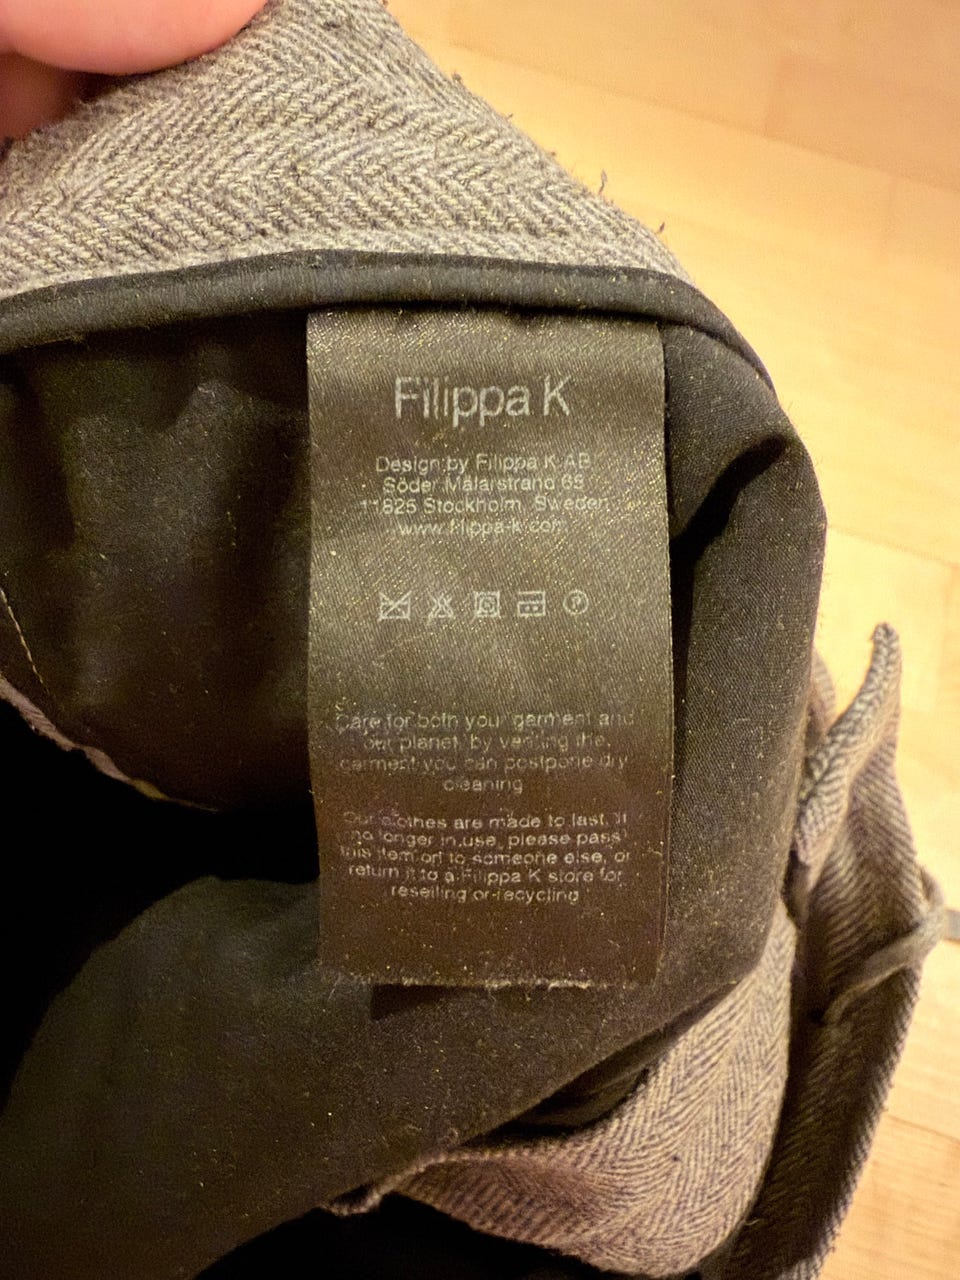 Filippa K
Design by Filippa K AB
Söder Mälarstrand 65
11825 Stockholm, Sweden
www.filippa-k.com
P
Care for both your garment and
our planet, by venting the
garment you can postpone dry
cleaning
Our clothes are made to last. If
no longer in use, please pass
this item on to someone else, or
return it to a Filippa K store for
reselling or recycling